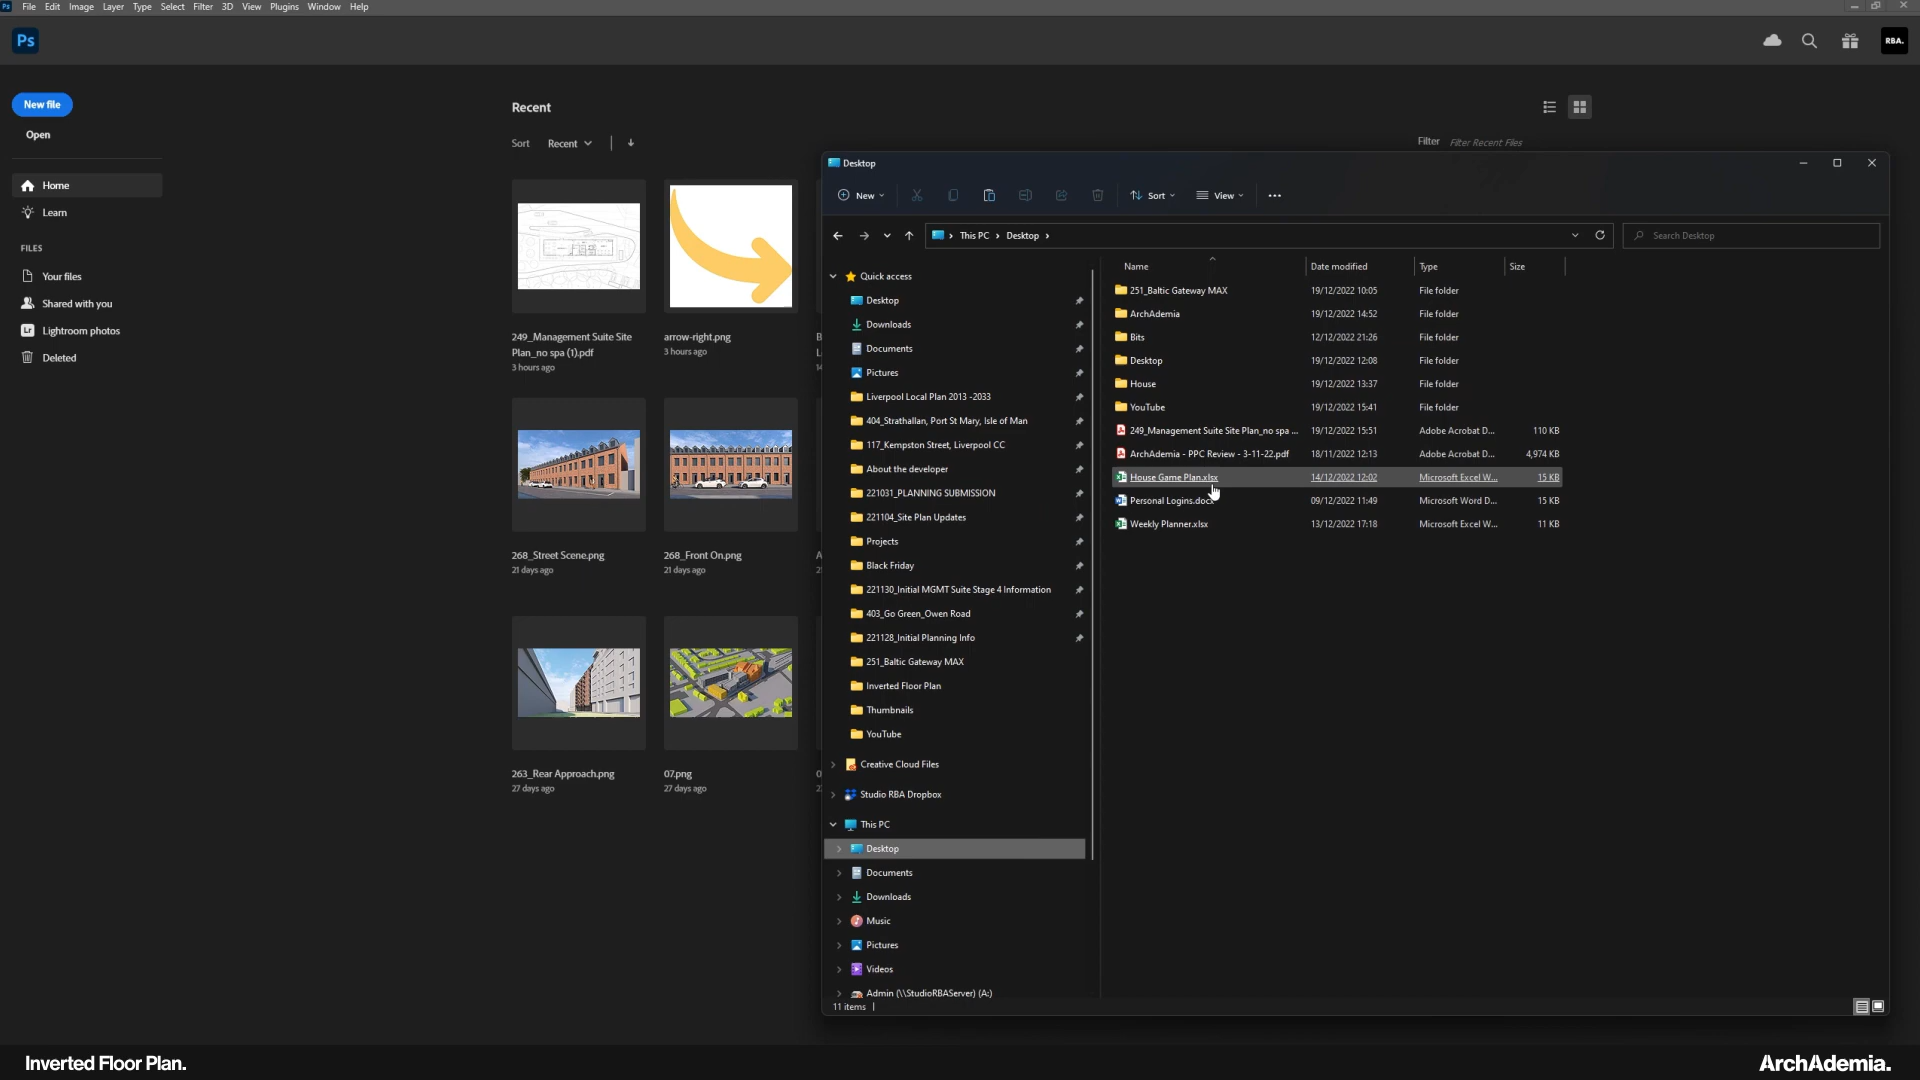 Ps File Edit Image Layer Type Select Filter 3D View Plugins Window Help
Ps
RBA.
New file
Open
Home
Learn
FILES
Your files
Shared with you
Lr Lightroom photos
Deleted
Recent
Sort Recent
Filter Filter Recent Files
249_Management Suite Site
Plan_no spa (1).pdf
3 hours ago
arrow-right.png
3 hours ago
268_Street Scene.png
21 days ago
268_Front On.png
21 days ago
263_Rear Approach.png
27 days ago
07.png
27 days ago
Desktop
New Sort View
This PC Desktop
Search Desktop
Quick access
Desktop
Downloads
Documents
Pictures
Liverpool Local Plan 2013 -2033
404_Strathallan, Port St Mary, Isle of Man
117_Kempston Street, Liverpool CC
About the developer
221031_PLANNING SUBMISSION
221104_Site Plan Updates
Projects
Black Friday
221130_Initial MGMT Suite Stage 4 Information
403_Go Green_Owen Road
221128_Initial Planning Info
251_Baltic Gateway MAX
Inverted Floor Plan
Thumbnails
YouTube
Creative Cloud Files
Studio RBA Dropbox
This PC
Desktop
Documents
Downloads
Music
Pictures
Videos
Admin (\\StudioRBAServer) (A:)
Name Date modified Type Size
251_Baltic Gateway MAX 19/12/2022 10:05 File folder
ArchAdemia 19/12/2022 14:52 File folder
Bits 12/12/2022 21:26 File folder
Desktop 19/12/2022 12:08 File folder
House 19/12/2022 13:37 File folder
YouTube 19/12/2022 15:41 File folder
249_Management Suite Site Plan_no spa ... 19/12/2022 15:51 Adobe Acrobat D... 110 KB
ArchAdemia - PPC Review - 3-11-22.pdf 18/11/2022 12:13 Adobe Acrobat D... 4,974 KB
House Game Plan.xlsx 14/12/2022 12:02 Microsoft Excel W... 15 KB
Personal Logins.docx 09/12/2022 11:49 Microsoft Word D... 15 KB
Weekly Planner.xlsx 13/12/2022 17:18 Microsoft Excel W... 11 KB
11 items
Inverted Floor Plan.
ArchAdemia.